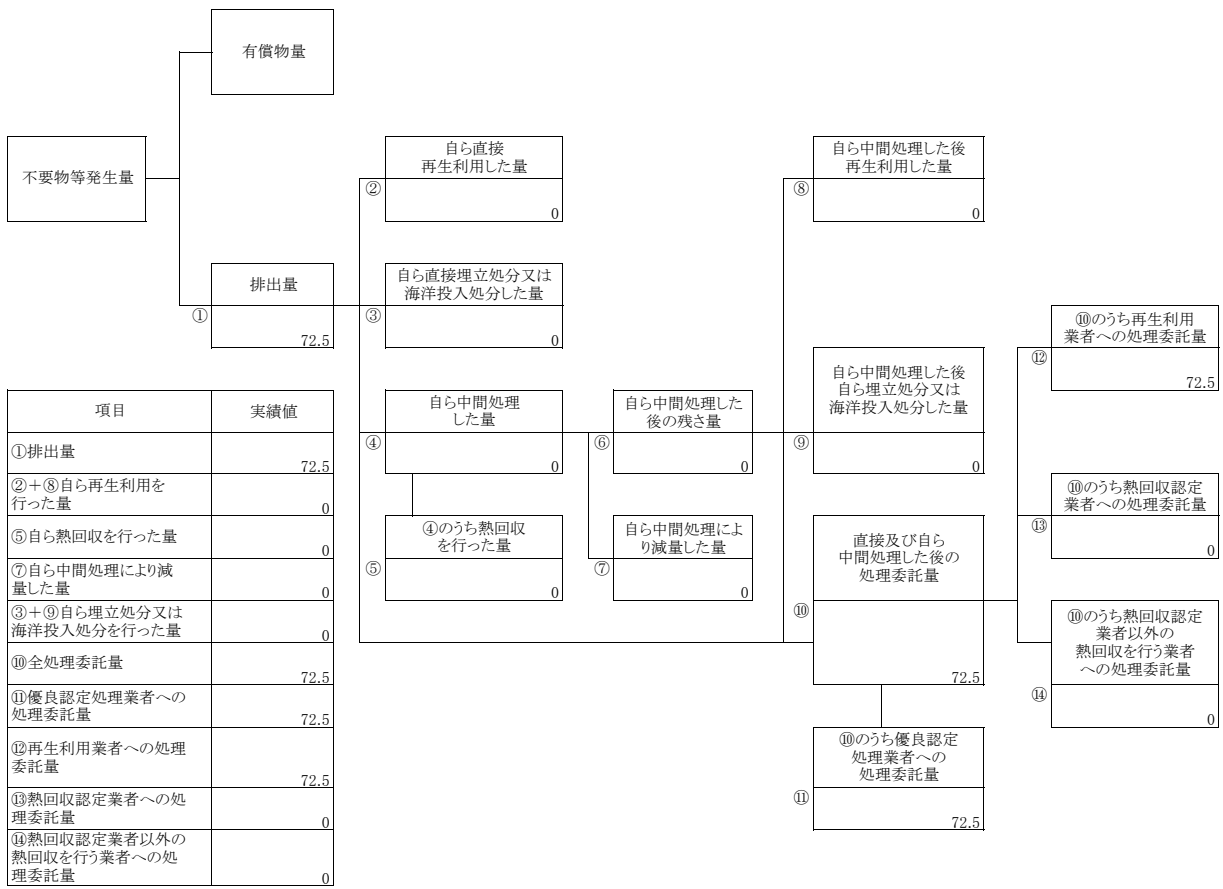 有償物量
不要物等発生量
排出量
①
72.5
自ら直接
再生利用した量
②
0
自ら直接埋立処分又は
海洋投入処分した量
③
0
自ら中間処理
した量
④
0
④のうち熱回収
を行った量
⑤
0
自ら中間処理した
後の残さ量
⑥
0
自ら中間処理によ
り減量した量
⑦
0
自ら中間処理した後
再生利用した量
⑧
0
自ら中間処理した後
自ら埋立処分又は
海洋投入処分した量
⑨
0
直接及び自ら
中間処理した後の
処理委託量
⑩
72.5
⑩のうち優良認定
処理業者への
処理委託量
⑪
72.5
⑩のうち再生利用
業者への処理委託量
⑫
72.5
⑩のうち熱回収認定
業者への処理委託量
⑬
0
⑩のうち熱回収認定
業者以外の
熱回収を行う業者
への処理委託量
⑭
0
項目 実績値
①排出量
72.5
②+⑧自ら再生利用を
行った量
0
⑤自ら熱回収を行った量
0
⑦自ら中間処理により減
量した量
0
③+⑨自ら埋立処分又は
海洋投入処分を行った量
0
⑩全処理委託量
72.5
⑪優良認定処理業者への
処理委託量
72.5
⑫再生利用業者への処理
委託量
72.5
⑬熱回収認定業者への処
理委託量
0
⑭熱回収認定業者以外の
熱回収を行う業者への処
理委託量
0